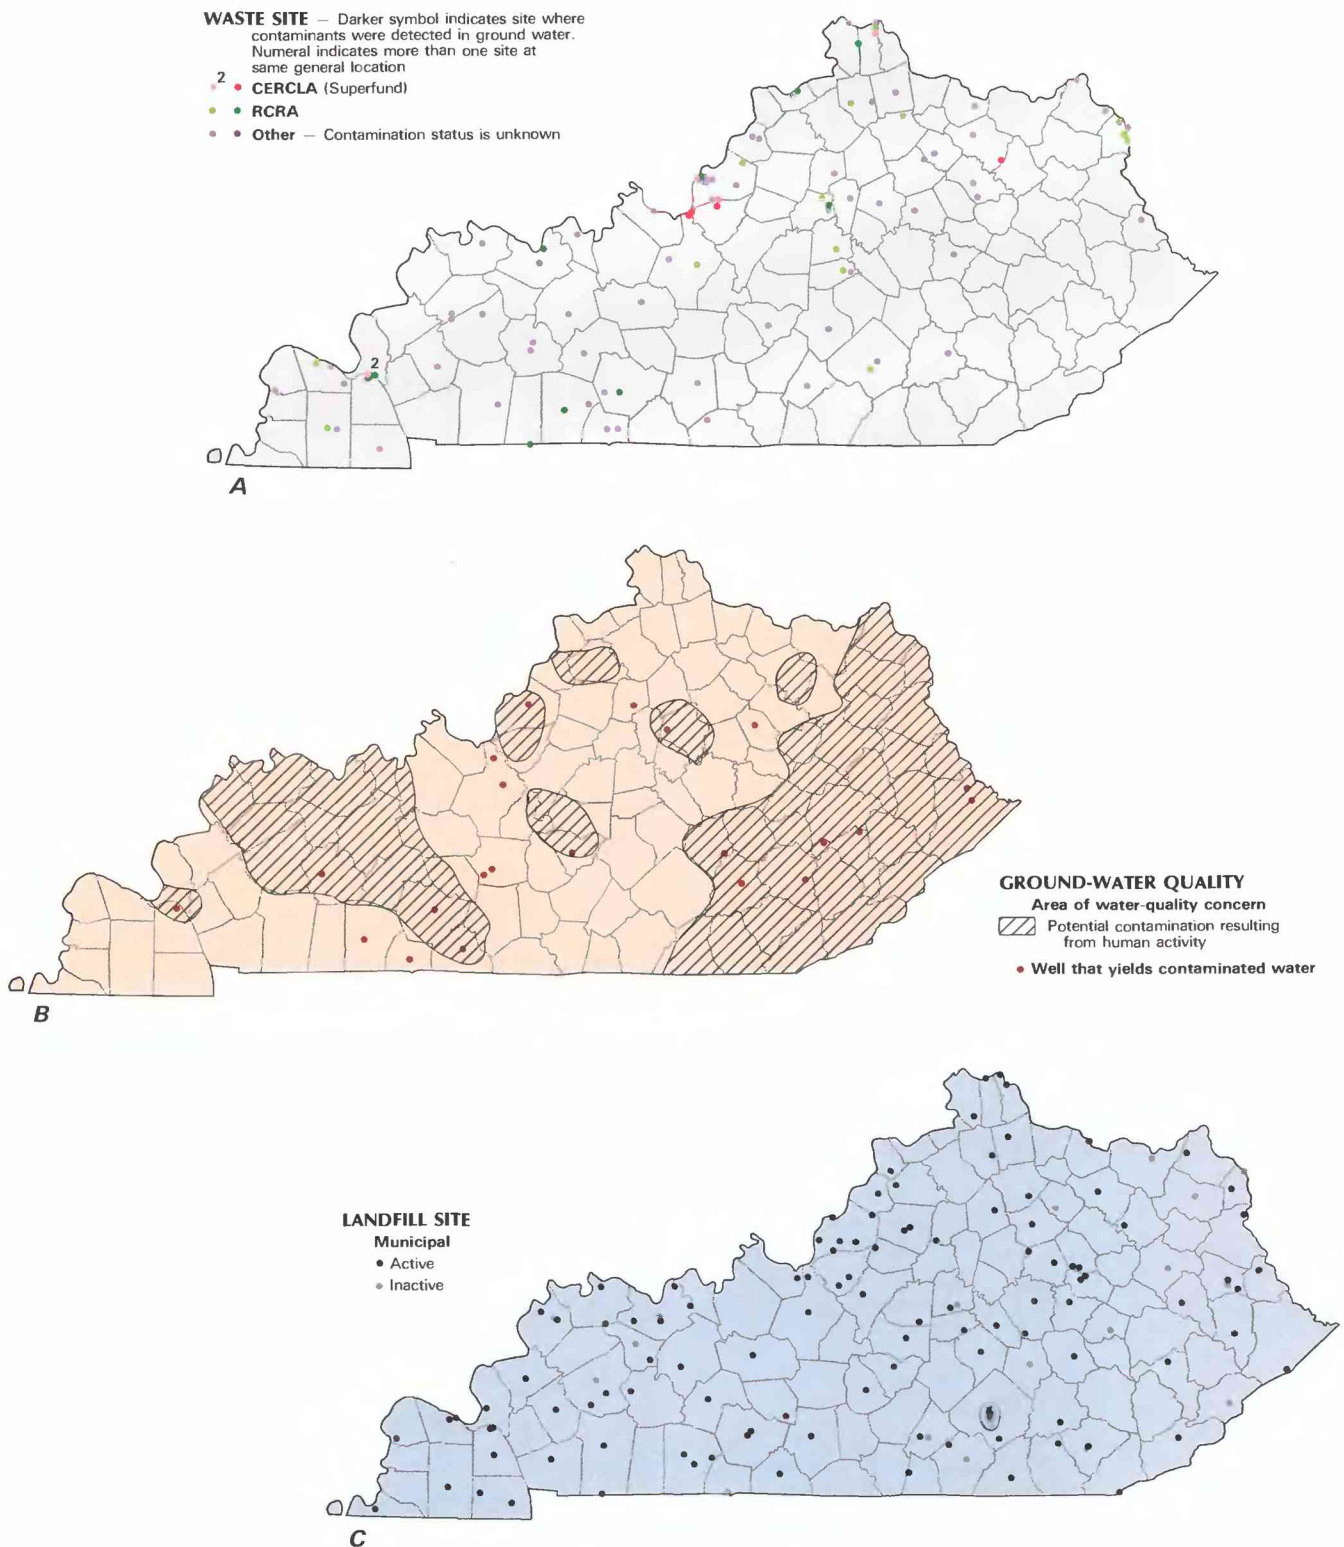 WASTE SITE — Darker symbol indicates site where
contaminants were detected in ground water.
Numeral indicates more than one site at
same general location
2
CERCLA (Superfund)
RCRA
Other — Contamination status is unknown
2
A
GROUND-WATER QUALITY
Area of water-quality concern
Potential contamination resulting
from human activity
Well that yields contaminated water
B
LANDFILL SITE
Municipal
Active
Inactive
C